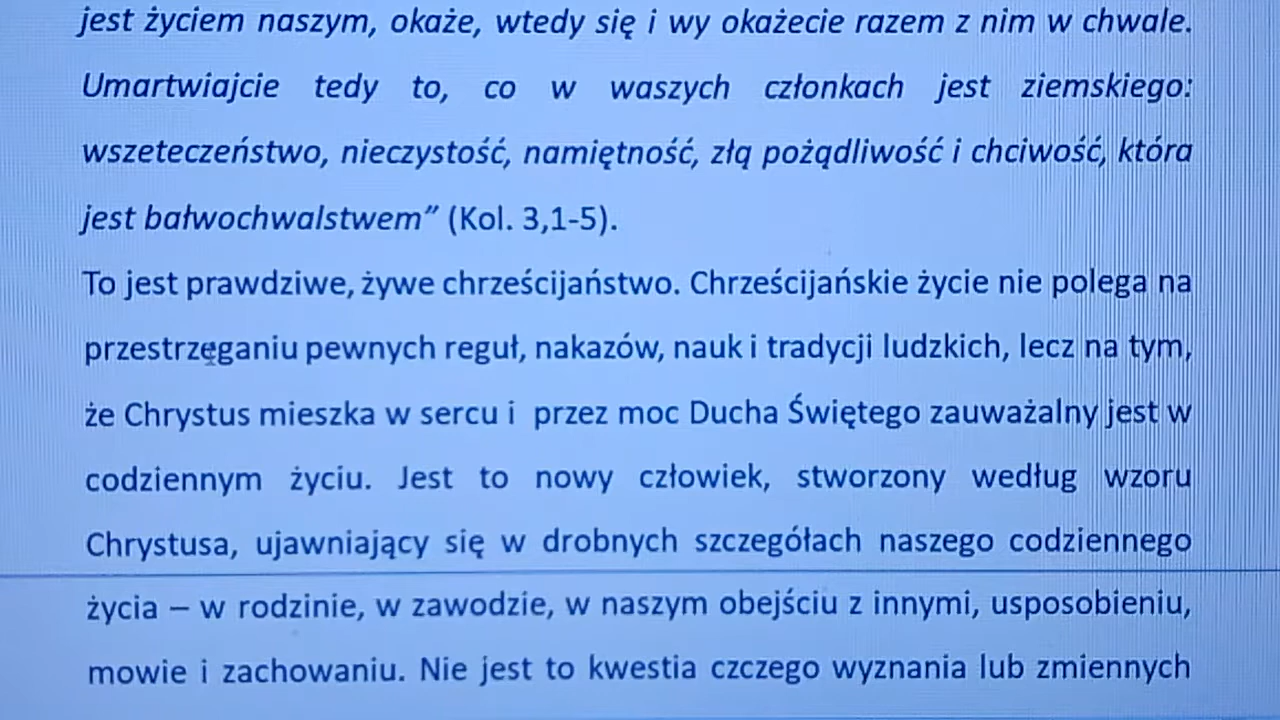 jest życiem naszym, okaże, wtedy się i wy okażecie razem z nim w chwale.
Umartwiajcie tedy to, co w waszych członkach jest ziemskiego:
wszeteczeństwo, nieczystość, namiętność, złą pożądliwość i chciwość, która
jest bałwochwalstwem” (Kol. 3,1-5).
To jest prawdziwe, żywe chrześcijaństwo. Chrześcijańskie życie nie polega na
przestrzęganiu pewnych reguł, nakazów, nauk i tradycji ludzkich, lecz na tym,
że Chrystus mieszka w sercu i przez moc Ducha Świętego zauważalny jest w
codziennym życiu. Jest to nowy człowiek, stworzony według wzoru
Chrystusa, ujawniający się w drobnych szczegółach naszego codziennego
życia – w rodzinie, w zawodzie, w naszym obejściu z innymi, usposobieniu,
mowie i zachowaniu. Nie jest to kwestia czczego wyznania lub zmiennych